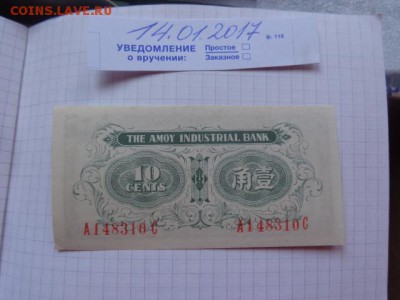 COINS.LAVE.RU
14.01.2017
УВЕДОМЛЕНИЕ Простое ф. 119
о вручении: Заказное
THE AMOY INDUSTRIAL BANK
10 CENTS 角壹
A148310C A148310C